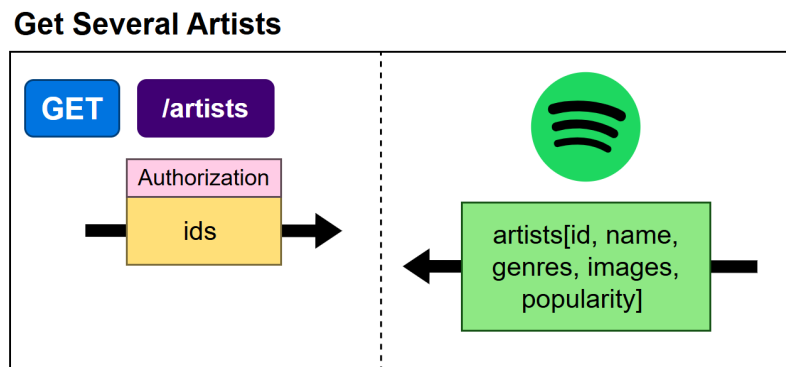 Get Several Artists
GET
/artists
Authorization
ids
artists[id, name,
genres, images,
popularity]